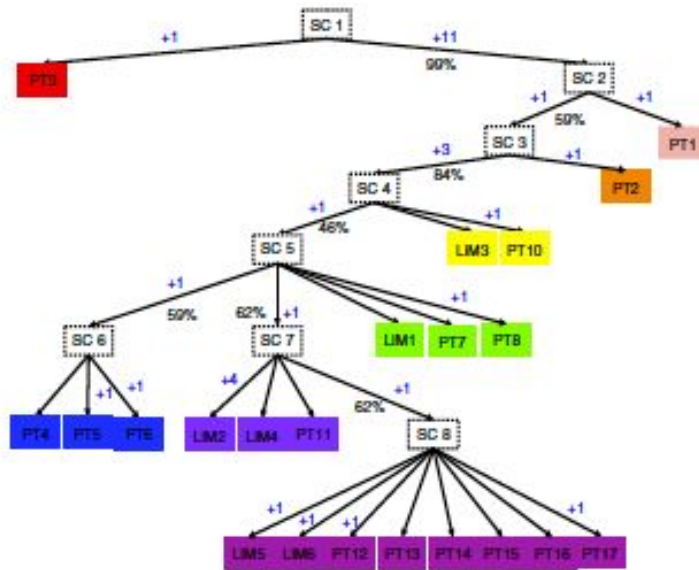 SC 1
+1
+11
99%
PT3
SC 2
+1
+1
59%
PT1
SC 3
+3
+1
84%
SC 4
PT2
+1
+1
46%
SC 5
LIM3
PT10
+1
+1
59%
62%
+1
SC 6
SC 7
LIM1
PT7
PT8
+1
+1
+4
+1
62%
PT4
PT5
PT6
LIM2
LIM4
PT11
SC 8
+1
+1
+1
+1
LIM5
LIM6
PT12
PT13
PT14
PT15
PT16
PT17